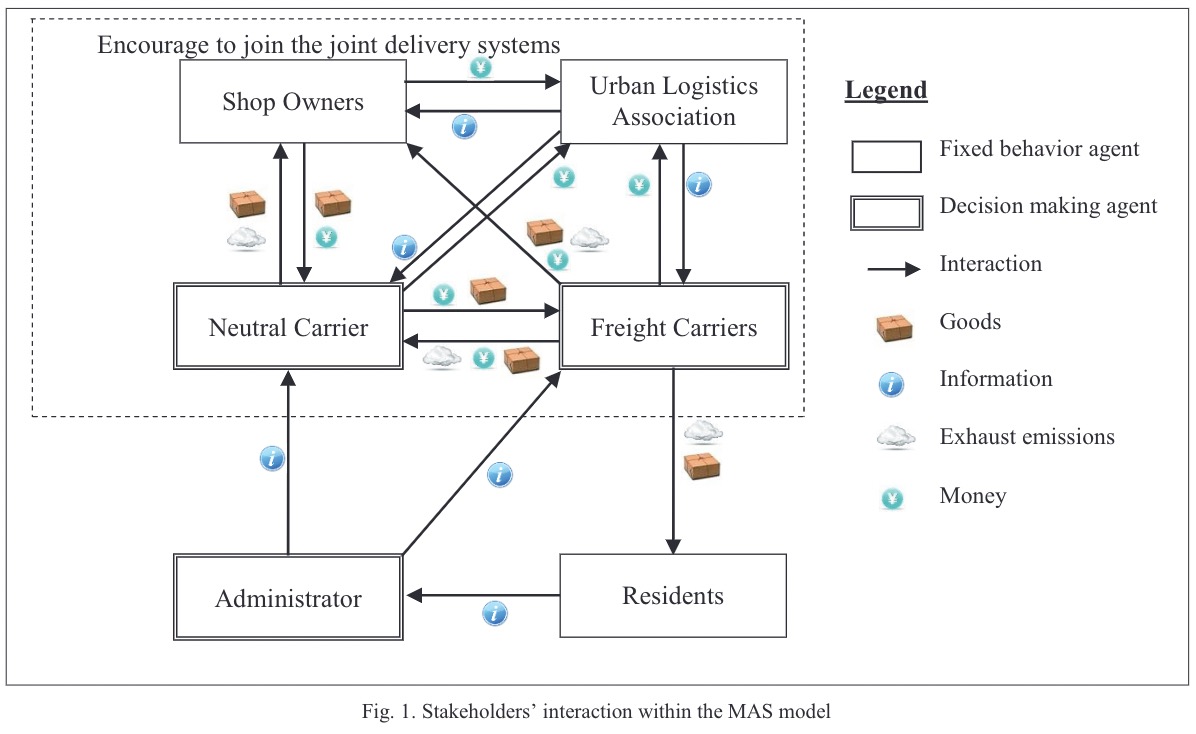 Encourage to join the joint delivery systems
Shop Owners
Urban Logistics
Association
¥
i
¥
¥
i
¥
i
¥
Neutral Carrier
¥
Freight Carriers
¥
i
i
Administrator
i
Residents
Legend
Fixed behavior agent
Decision making agent
Interaction
Goods
i
Information
Exhaust emissions
¥
Money
Fig. 1. Stakeholders’ interaction within the MAS model